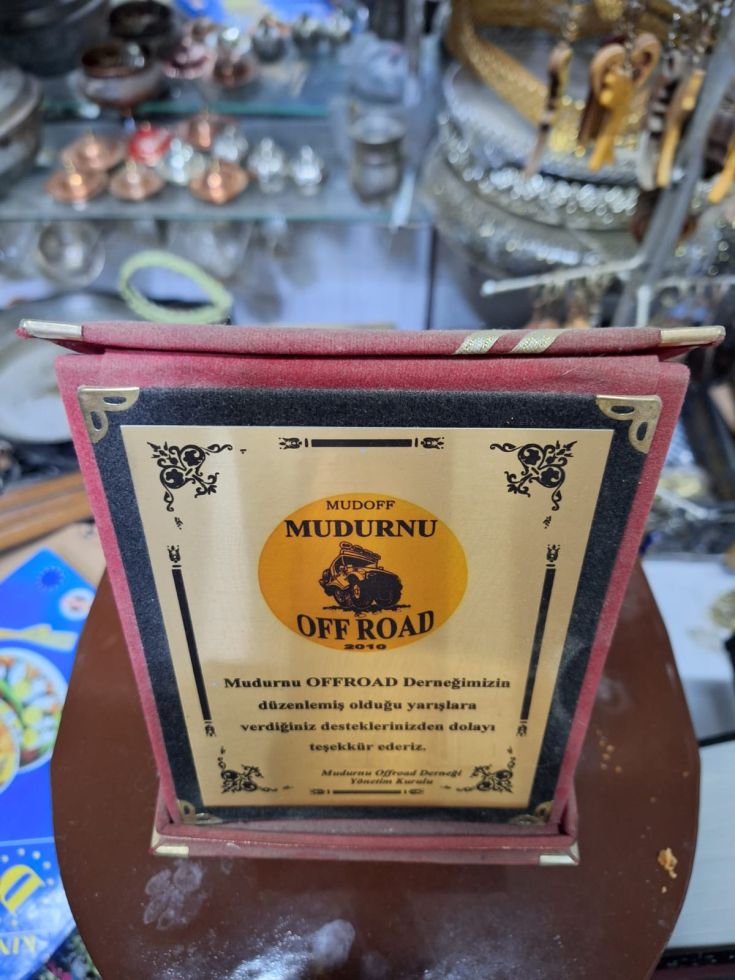 MUDOFF
MUDURNU
OFF ROAD
2010
Mudurnu OFFROAD Derneğimizin
düzenlemiş olduğu yarışlara
verdiğiniz desteklerinizden dolayı
teşekkür ederiz.
Mudurnu Offroad Derneği
Yönetim Kurulu